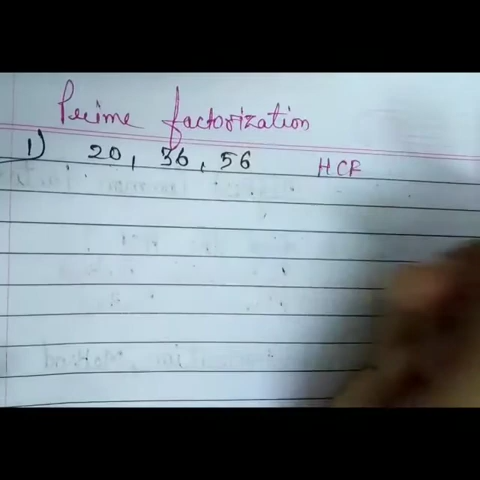 Prime factorization
1) 20, 36, 56 HCF